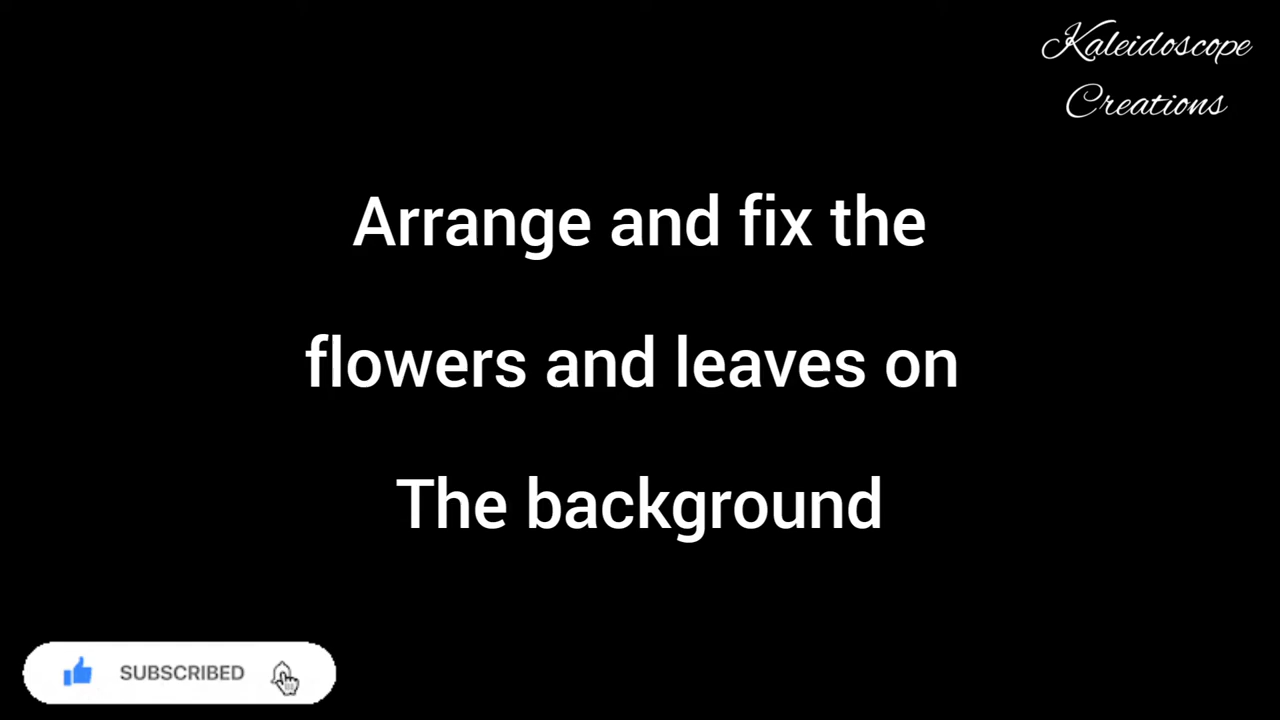 Kaleidoscope
Creations
Arrange and fix the
flowers and leaves on
The background
SUBSCRIBED